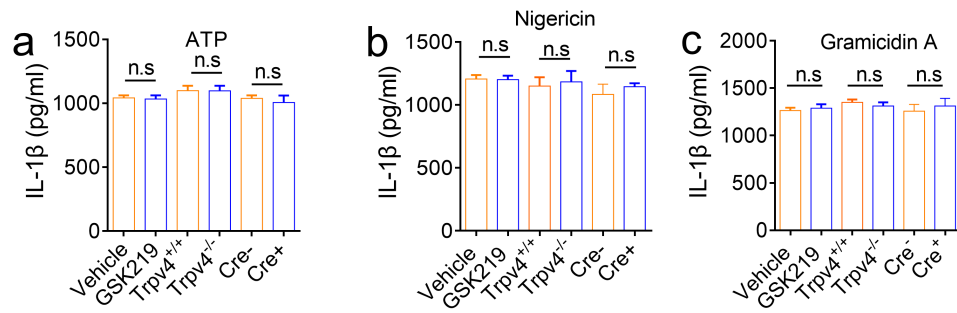 a
ATP
IL-1β (pg/ml)
1500
1000
500
0
n.s
n.s
n.s
Vehicle
GSK219
Trpv4+/+
Trpv4-/-
Cre-
Cre+
b
Nigericin
IL-1β (pg/ml)
1500
1000
500
0
n.s
n.s
n.s
Vehicle
GSK219
Trpv4+/+
Trpv4-/-
Cre-
Cre+
c
Gramicidin A
IL-1β (pg/ml)
2000
1500
1000
500
0
n.s
n.s
n.s
Vehicle
GSK219
Trpv4+/+
Trpv4-/-
Cre-
Cre+